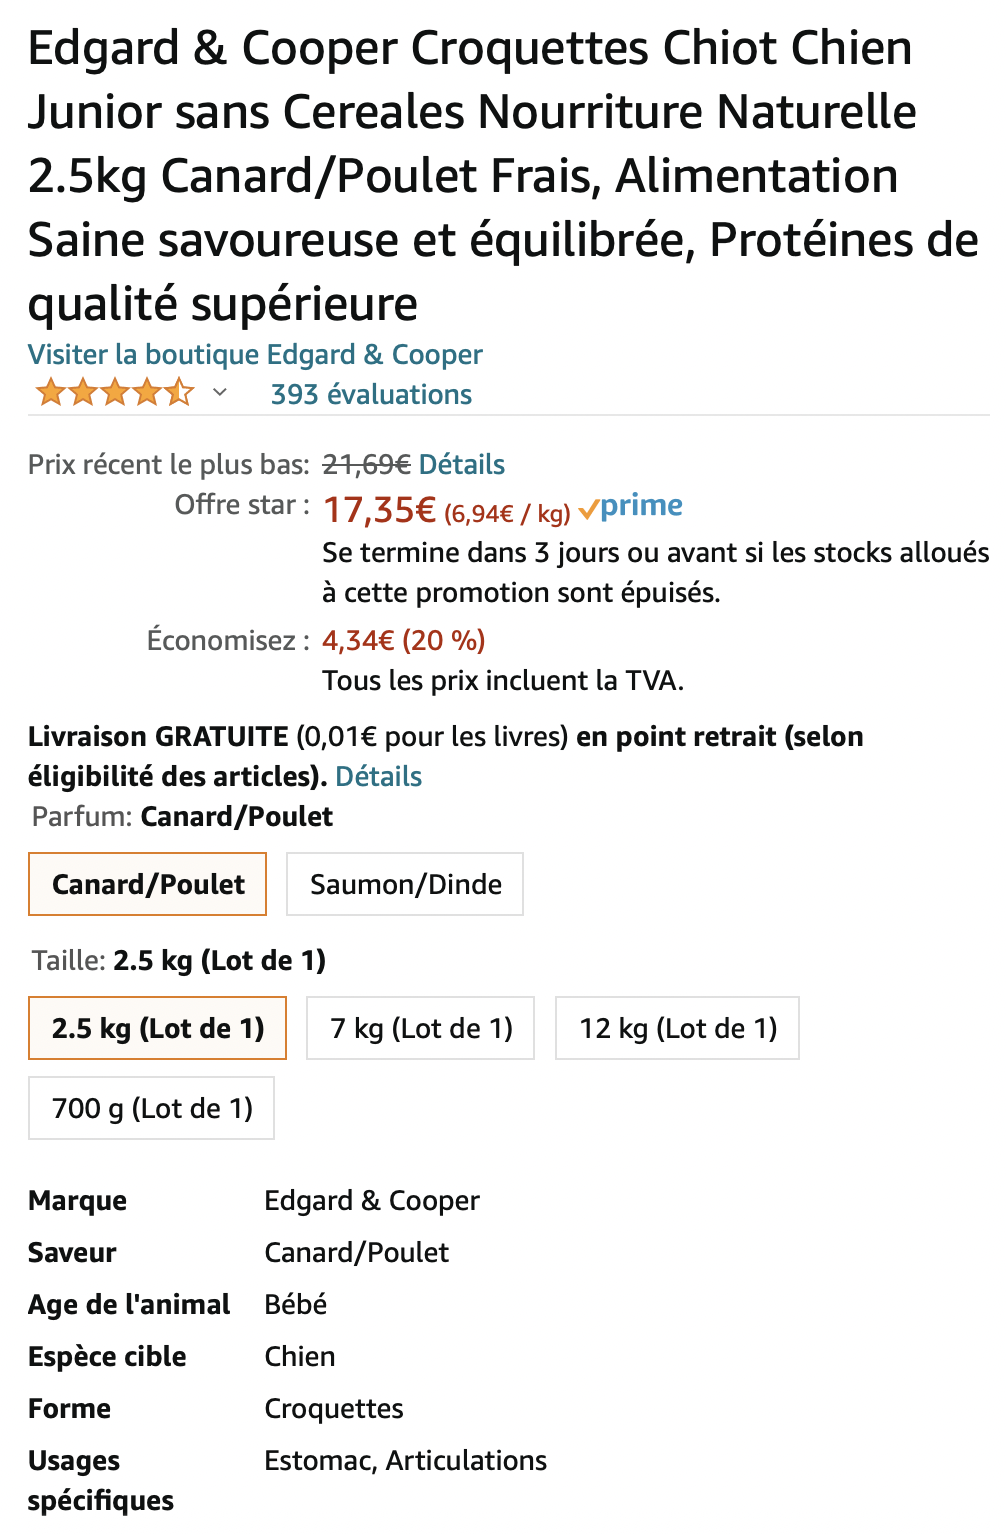 Edgard & Cooper Croquettes Chiot Chien
Junior sans Cereales Nourriture Naturelle
2.5kg Canard/Poulet Frais, Alimentation
Saine savoureuse et équilibrée, Protéines de
qualité supérieure
Visiter la boutique Edgard & Cooper
393 évaluations
Prix récent le plus bas: 21,69€ Détails
Offre star : 17,35€ (6,94€ / kg) prime
Se termine dans 3 jours ou avant si les stocks alloués
à cette promotion sont épuisés.
Économisez : 4,34€ (20 %)
Tous les prix incluent la TVA.
Livraison GRATUITE (0,01€ pour les livres) en point retrait (selon
éligibilité des articles). Détails
Parfum: Canard/Poulet
Canard/Poulet Saumon/Dinde
Taille: 2.5 kg (Lot de 1)
2.5 kg (Lot de 1) 7 kg (Lot de 1) 12 kg (Lot de 1)
700 g (Lot de 1)
Marque Edgard & Cooper
Saveur Canard/Poulet
Age de l'animal Bébé
Espèce cible Chien
Forme Croquettes
Usages Estomac, Articulations
spécifiques